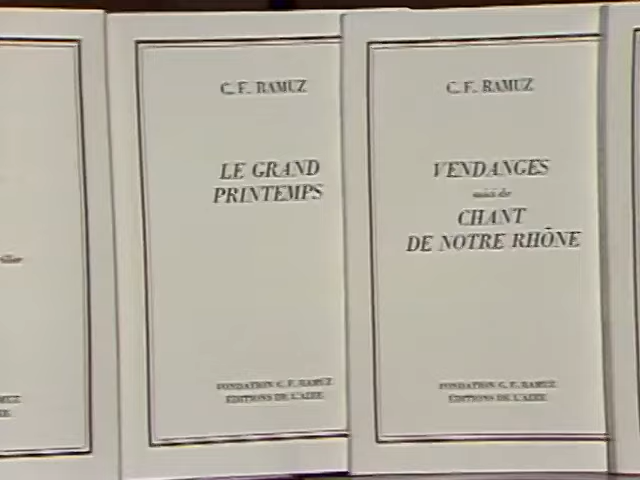 C. F. RAMUZ
LE GRAND
PRINTEMPS
FONDATION C. F. RAMUZ
ÉDITIONS DE L'AIRE
C. F. RAMUZ
VENDANGES
suivi de
CHANT
DE NOTRE RHÔNE
FONDATION C. F. RAMUZ
ÉDITIONS DE L'AIRE